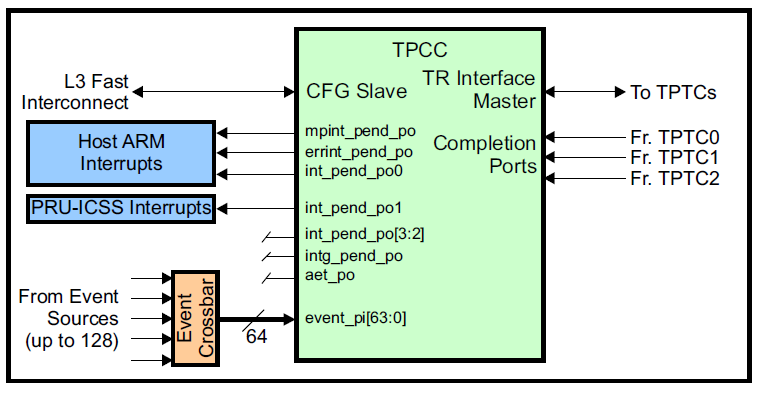 TPCC
L3 Fast
Interconnect
CFG Slave
TR Interface
Master
To TPTCs
Host ARM
Interrupts
mpint_pend_po
errint_pend_po
int_pend_po0
Completion
Ports
Fr. TPTC0
Fr. TPTC1
Fr. TPTC2
PRU-ICSS Interrupts
int_pend_po1
int_pend_po[3:2]
intg_pend_po
aet_po
From Event
Sources
(up to 128)
Event
Crossbar
64
event_pi[63:0]